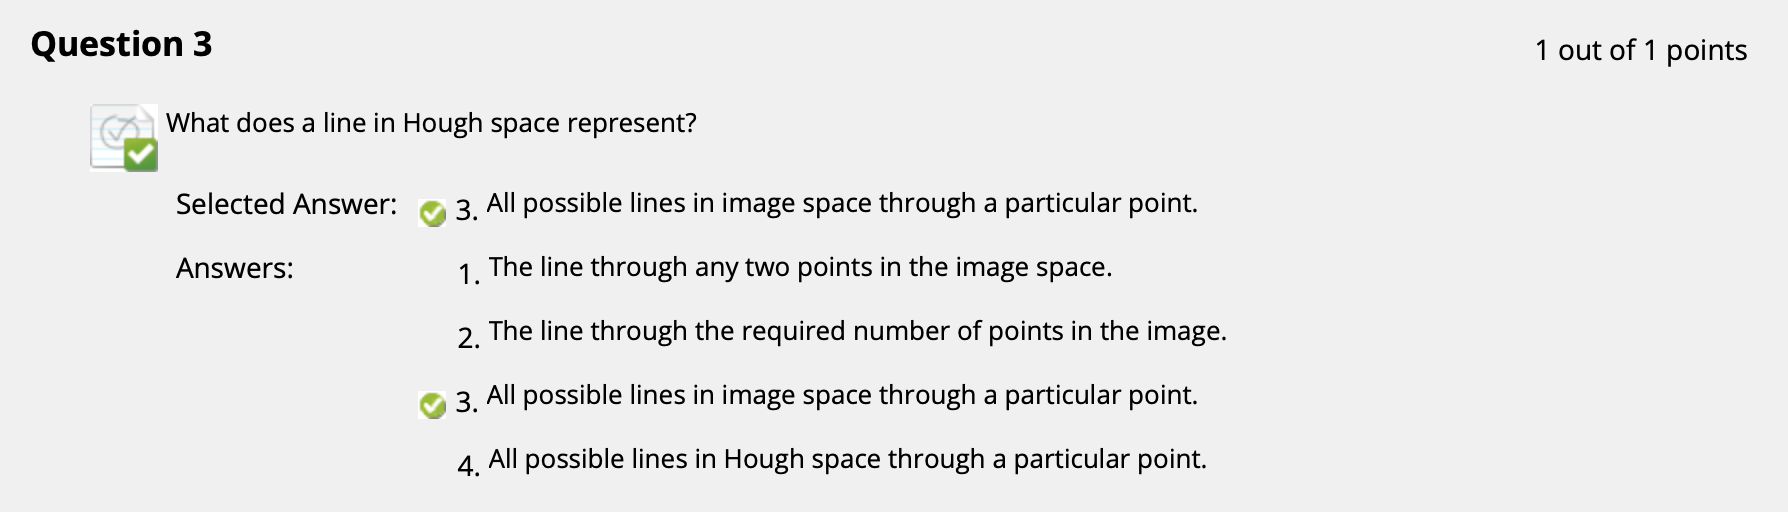 Question 3
1 out of 1 points
What does a line in Hough space represent?
Selected Answer: 3. All possible lines in image space through a particular point.
Answers: 1. The line through any two points in the image space.
2. The line through the required number of points in the image.
3. All possible lines in image space through a particular point.
4. All possible lines in Hough space through a particular point.